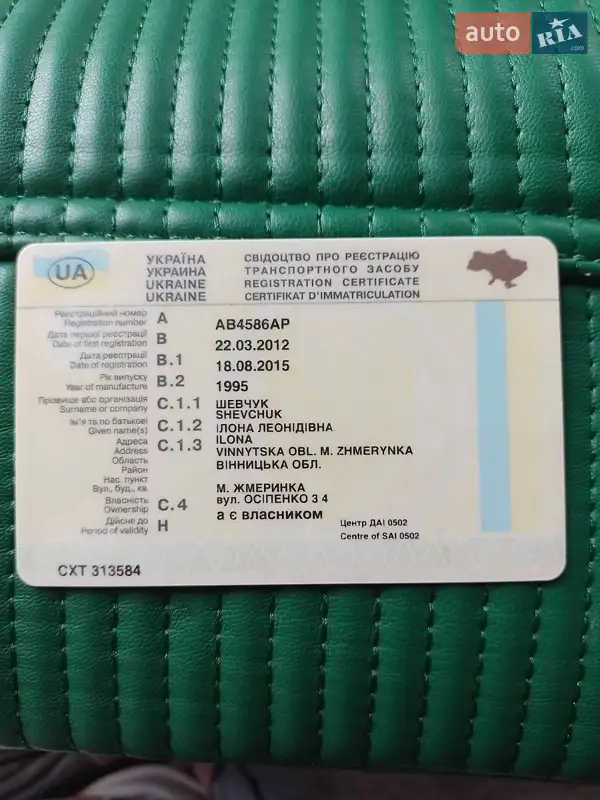 auto RIA .com
UA
УКРАЇНА
УКРАИНА
UKRAINE
UKRAINE
СВІДОЦТВО ПРО РЕЄСТРАЦІЮ
ТРАНСПОРТНОГО ЗАСОБУ
REGISTRATION CERTIFICATE
CERTIFIKAT D'IMMATRICULATION
Реєстраційний номер
Registration number A AB4586AP
Дата першої реєстрації
Date of first registration B 22.03.2012
Дата реєстрації
Date of registration B.1 18.08.2015
Рік випуску
Year of manufacture B.2 1995
Прізвище або організація
Surname or company C.1.1 ШЕВЧУК
SHEVCHUK
Ім'я та по батькові
Given name(s) C.1.2 ІЛОНА ЛЕОНІДІВНА
ILONA
Адреса
Address C.1.3 VINNYTSKA OBL. M. ZHMERYNKA
Область ВІННИЦЬКА ОБЛ.
Район
Нас. пункт М. ЖМЕРИНКА
Вул., буд., кв. вул. ОСІПЕНКО 3 4
Власність
Ownership C.4 а є власником
Дійсне до
Period of validity H
Центр ДАІ 0502
Centre of SAI 0502
СХТ 313584